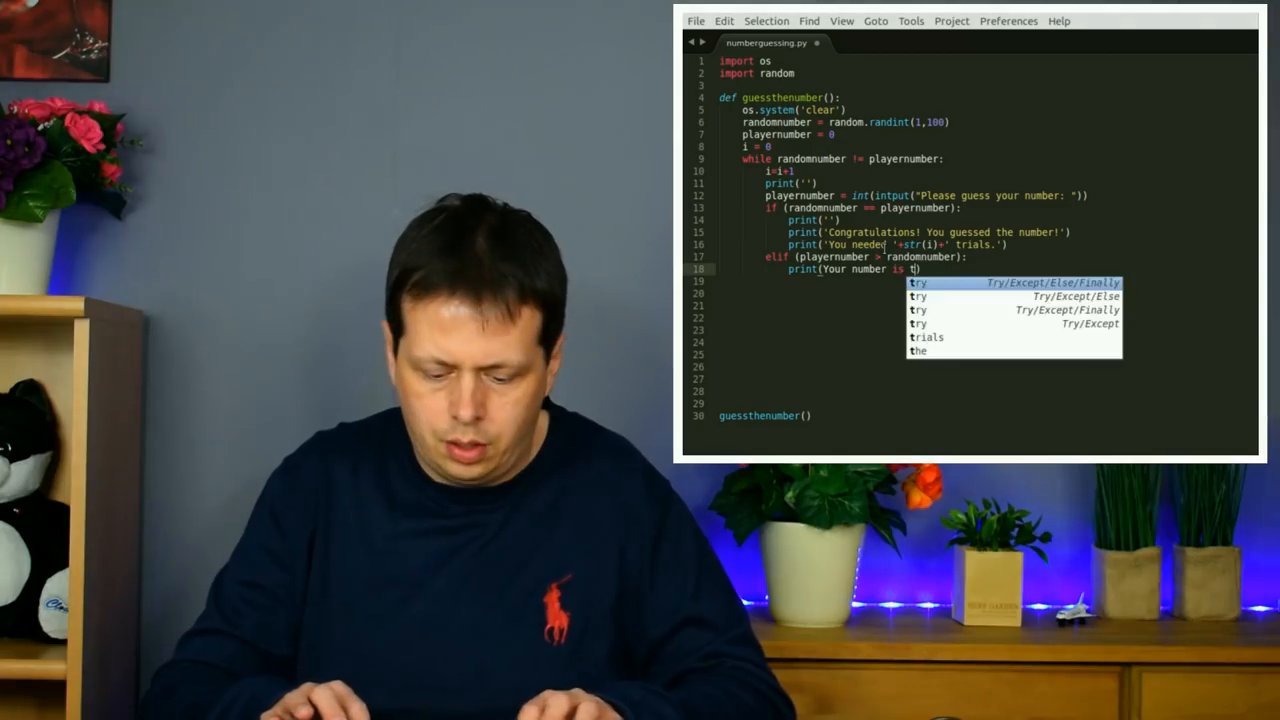 File Edit Selection Find View Goto Tools Project Preferences Help
numberguessing.py
1 import os
2 import random
3
4 def guessthenumber():
5 os.system('clear')
6 randomnumber = random.randint(1,100)
7 playernumber = 0
8 i = 0
9 while randomnumber != playernumber:
10 i=i+1
11 print('')
12 playernumber = int(intput("Please guess your number: "))
13 if (randomnumber == playernumber):
14 print('')
15 print('Congratulations! You guessed the number!')
16 print('You needed '+str(i)+' trials.')
17 elif (playernumber > randomnumber):
18 print(Your number is t)
try Try/Except/Else/Finally
try Try/Except/Else
try Try/Except/Finally
try Try/Except
trials
the
19
20
21
22
23
24
25
26
27
28
29
30 guessthenumber()